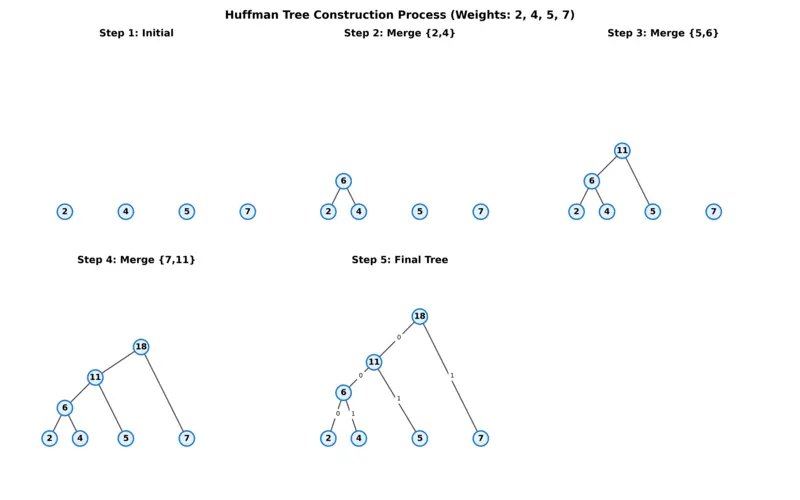 Huffman Tree Construction Process (Weights: 2, 4, 5, 7)
Step 1: Initial
2 4 5 7
Step 2: Merge {2,4}
6
2 4 5 7
Step 3: Merge {5,6}
11
6
2 4 5 7
Step 4: Merge {7,11}
18
11
6
2 4 5 7
Step 5: Final Tree
18
0
11
0 1
6
1
0 1
2 4 5 7